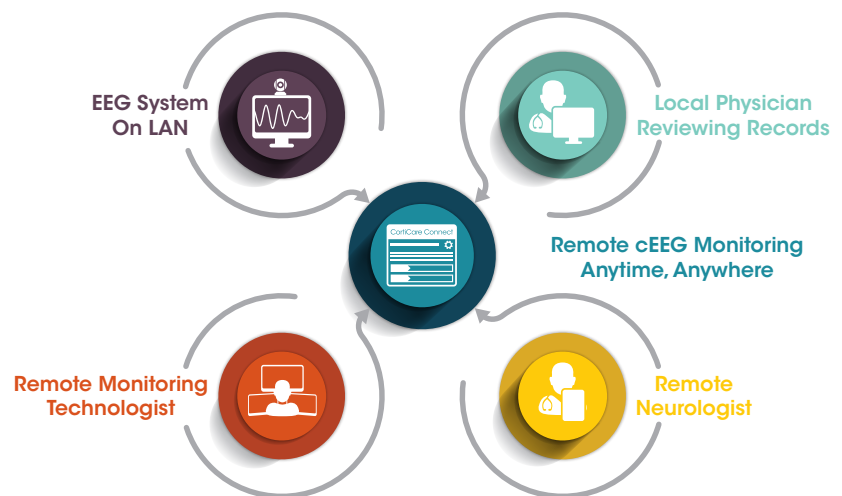 EEG System
On LAN
Local Physician
Reviewing Records
CortiCare Connect
Remote cEEG Monitoring
Anytime, Anywhere
Remote Monitoring
Technologist
Remote
Neurologist